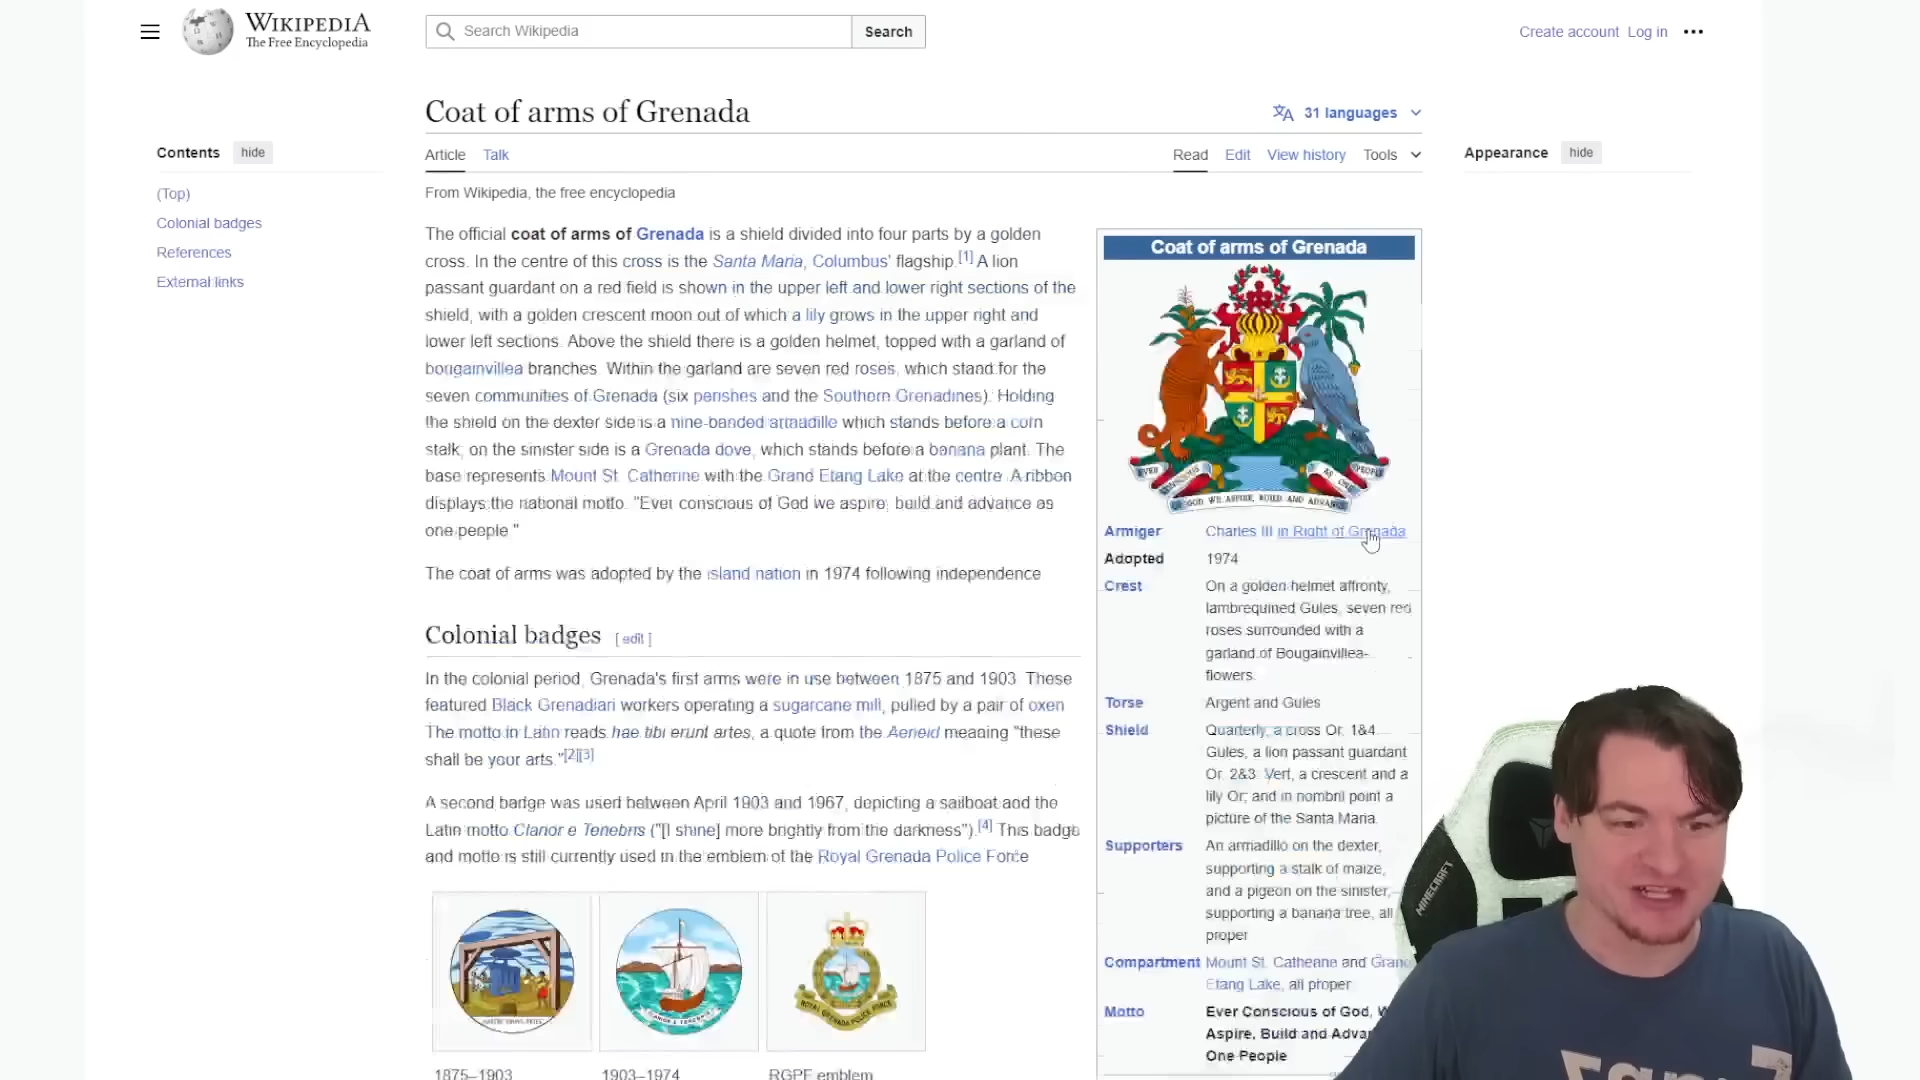 WIKIPEDIA
The Free Encyclopedia
Search Wikipedia
Search
Create account Log in
Coat of arms of Grenada
31 languages
Contents hide
(Top)
Colonial badges
References
External links
Article Talk
Read Edit View history Tools
Appearance hide
From Wikipedia, the free encyclopedia
The official coat of arms of Grenada is a shield divided into four parts by a golden
cross. In the centre of this cross is the Santa Maria, Columbus' flagship.[1] A lion
passant guardant on a red field is shown in the upper left and lower right sections of the
shield, with a golden crescent moon out of which a lily grows in the upper right and
lower left sections. Above the shield there is a golden helmet, topped with a garland of
bougainvillea branches. Within the garland are seven red roses, which stand for the
seven communities of Grenada (six parishes and the Southern Grenadines). Holding
the shield on the dexter side is a nine-banded armadillo which stands before a corn
stalk, on the sinister side is a Grenada dove, which stands before a banana plant. The
base represents Mount St. Catherine with the Grand Etang Lake at the centre. A ribbon
displays the national motto. "Ever conscious of God we aspire, build and advance as
one people."
The coat of arms was adopted by the island nation in 1974 following independence
Colonial badges [ edit ]
In the colonial period, Grenada's first arms were in use between 1875 and 1903. These
featured Black Grenadian workers operating a sugarcane mill, pulled by a pair of oxen
The motto in Latin reads hae tibi erunt artes, a quote from the Aeneid meaning "these
shall be your arts."[2][3]
A second badge was used between April 1903 and 1967, depicting a sailboat and the
Latin motto Clarior e Tenebris ("[I shine] more brightly from the darkness").[4] This badge
and motto is still currently used in the emblem of the Royal Grenada Police Force
1875–1903
1903–1974
RGPF emblem
Coat of arms of Grenada
EVER CONSCIOUS GOD WE ASPIRE, BUILD AND ADVANCE AS ONE PEOPLE
Armiger Charles III in Right of Grenada
Adopted 1974
Crest On a golden helmet affronty,
lambrequined Gules, seven red
roses surrounded with a
garland of Bougainvillea-
flowers.
Torse Argent and Gules
Shield Quarterly, a cross Or. 1&4
Gules, a lion passant guardant
Or. 2&3. Vert, a crescent and a
lily Or; and in nombril point a
picture of the Santa Maria.
Supporters An armadillo on the dexter,
supporting a stalk of maize,
and a pigeon on the sinister,
supporting a banana tree, all
proper
Compartment Mount St. Catherine and Grand
Etang Lake, all proper
Motto Ever Conscious of God, W
Aspire, Build and Advan
One People
ROYAL GRENADA POLICE FORCE
MINECRAFT